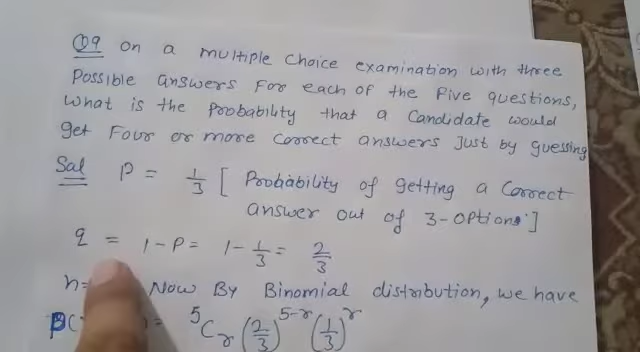 Q9 on a multiple choice examination with three
Possible answers For each of the Five questions,
What is the Probability that a Candidate would
get Four or more correct answers Just by guessing
Sol P = 1/3 [ Probability of getting a Correct
answer out of 3-options ]
q = 1-P = 1 - 1/3 = 2/3
n= Now By Binomial distribution, we have
P( = ⁵Cᵣ (2/3)⁵⁻ʳ (1/3)ʳ